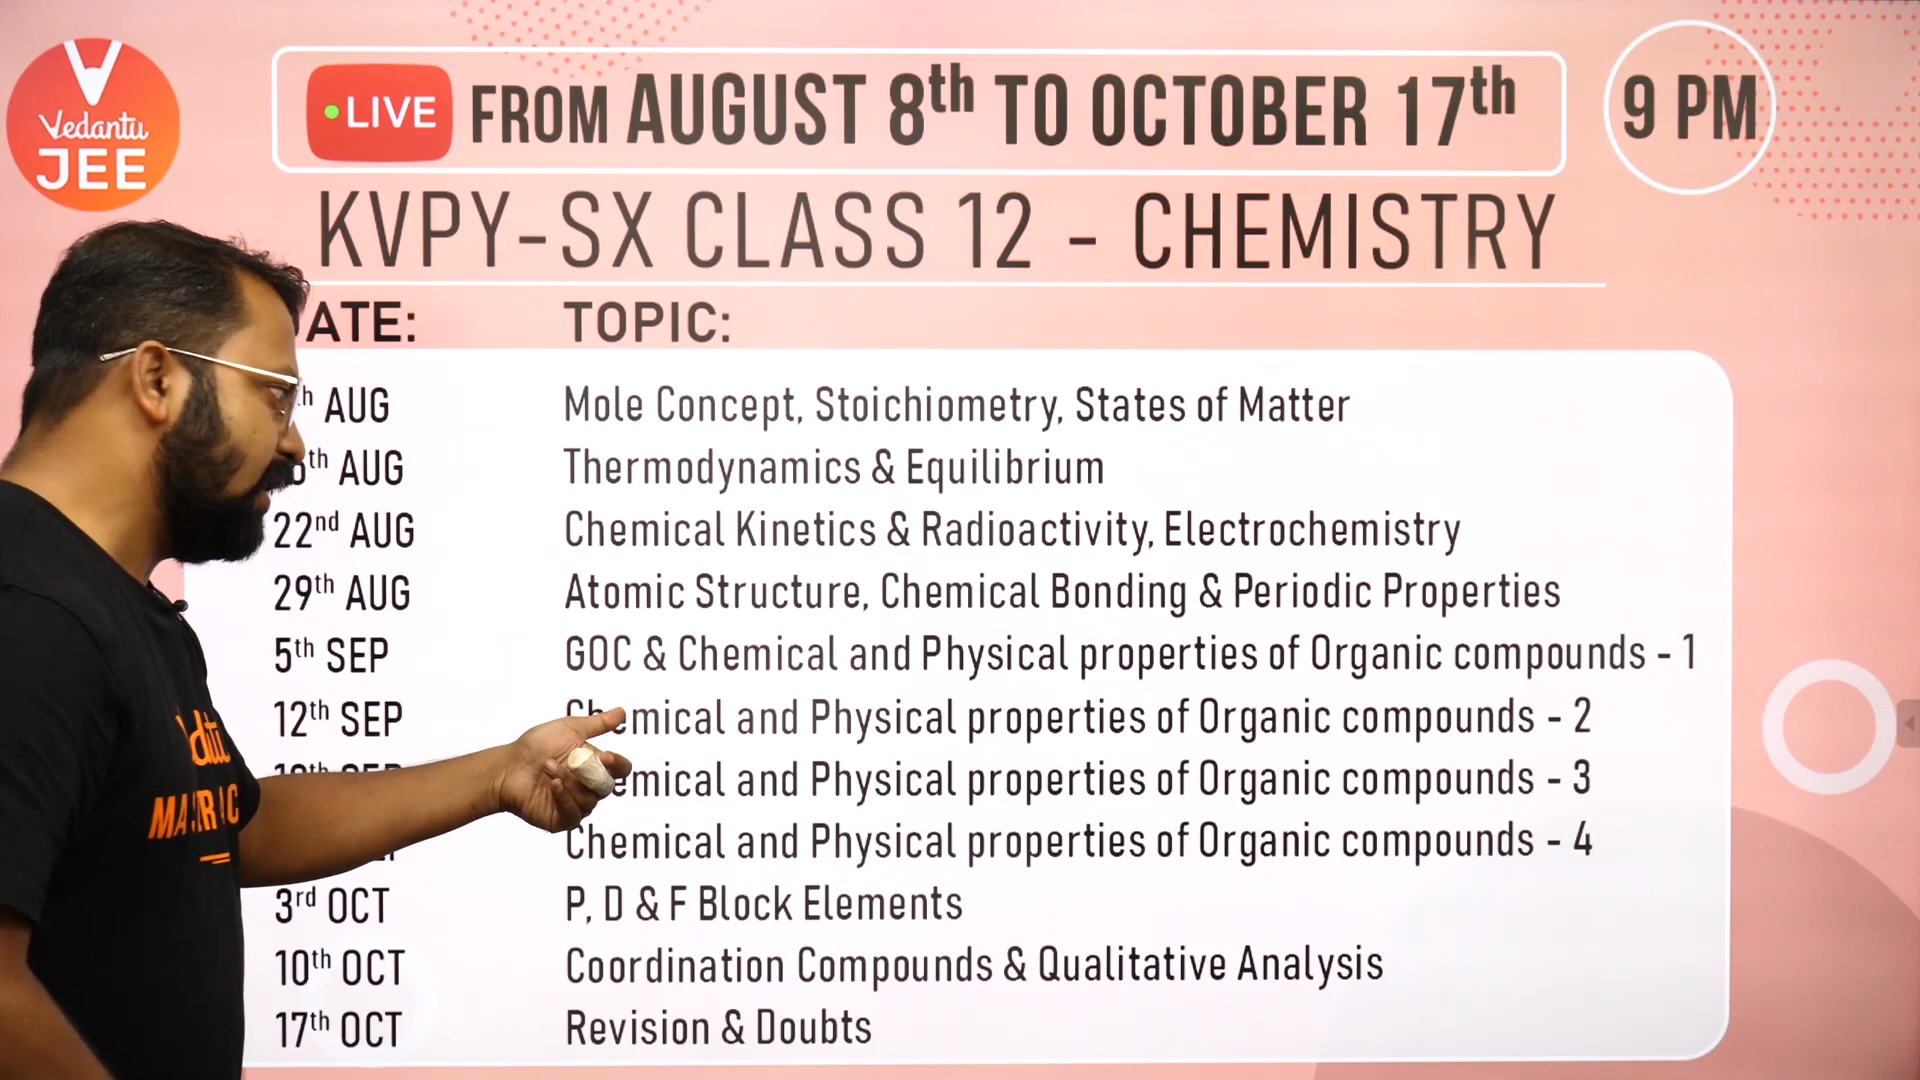 Vedantu
JEE
LIVE FROM AUGUST 8th TO OCTOBER 17th
9 PM
KVPY-SX CLASS 12 - CHEMISTRY
TOPIC:
AUG Mole Concept, Stoichiometry, States of Matter
AUG Thermodynamics & Equilibrium
22nd AUG Chemical Kinetics & Radioactivity, Electrochemistry
29th AUG Atomic Structure, Chemical Bonding & Periodic Properties
5th SEP GOC & Chemical and Physical properties of Organic compounds - 1
12th SEP Chemical and Physical properties of Organic compounds - 2
and Physical properties of Organic compounds - 3
Chemical and Physical properties of Organic compounds - 4
3rd OCT P, D & F Block Elements
10th OCT Coordination Compounds & Qualitative Analysis
17th OCT Revision & Doubts